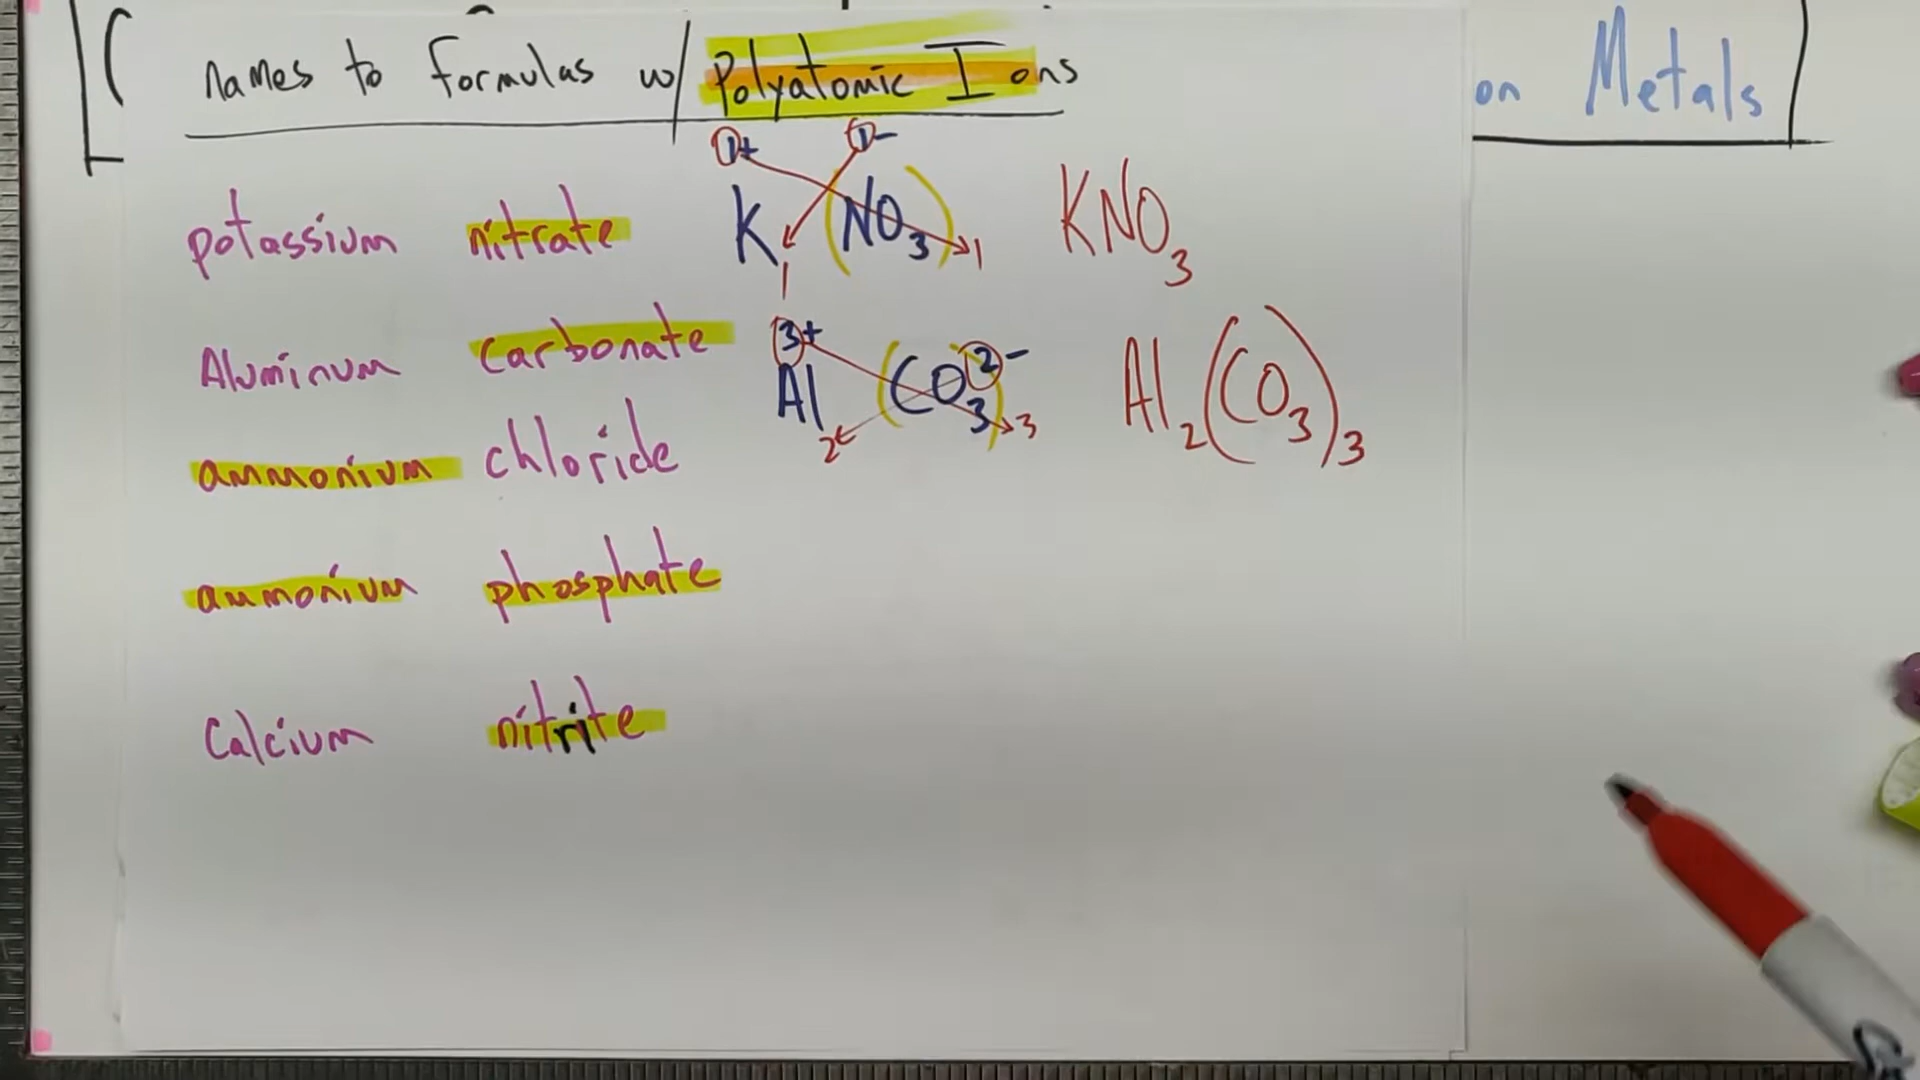 names to formulas w/ Polyatomic Ions
on Metals
1+ 1-
potassium nitrate K (NO3) 1 KNO3
1
3+ 2-
Aluminum carbonate Al (CO3) Al2(CO3)3
2 3
ammonium chloride
ammonium phosphate
Calcium nitrite